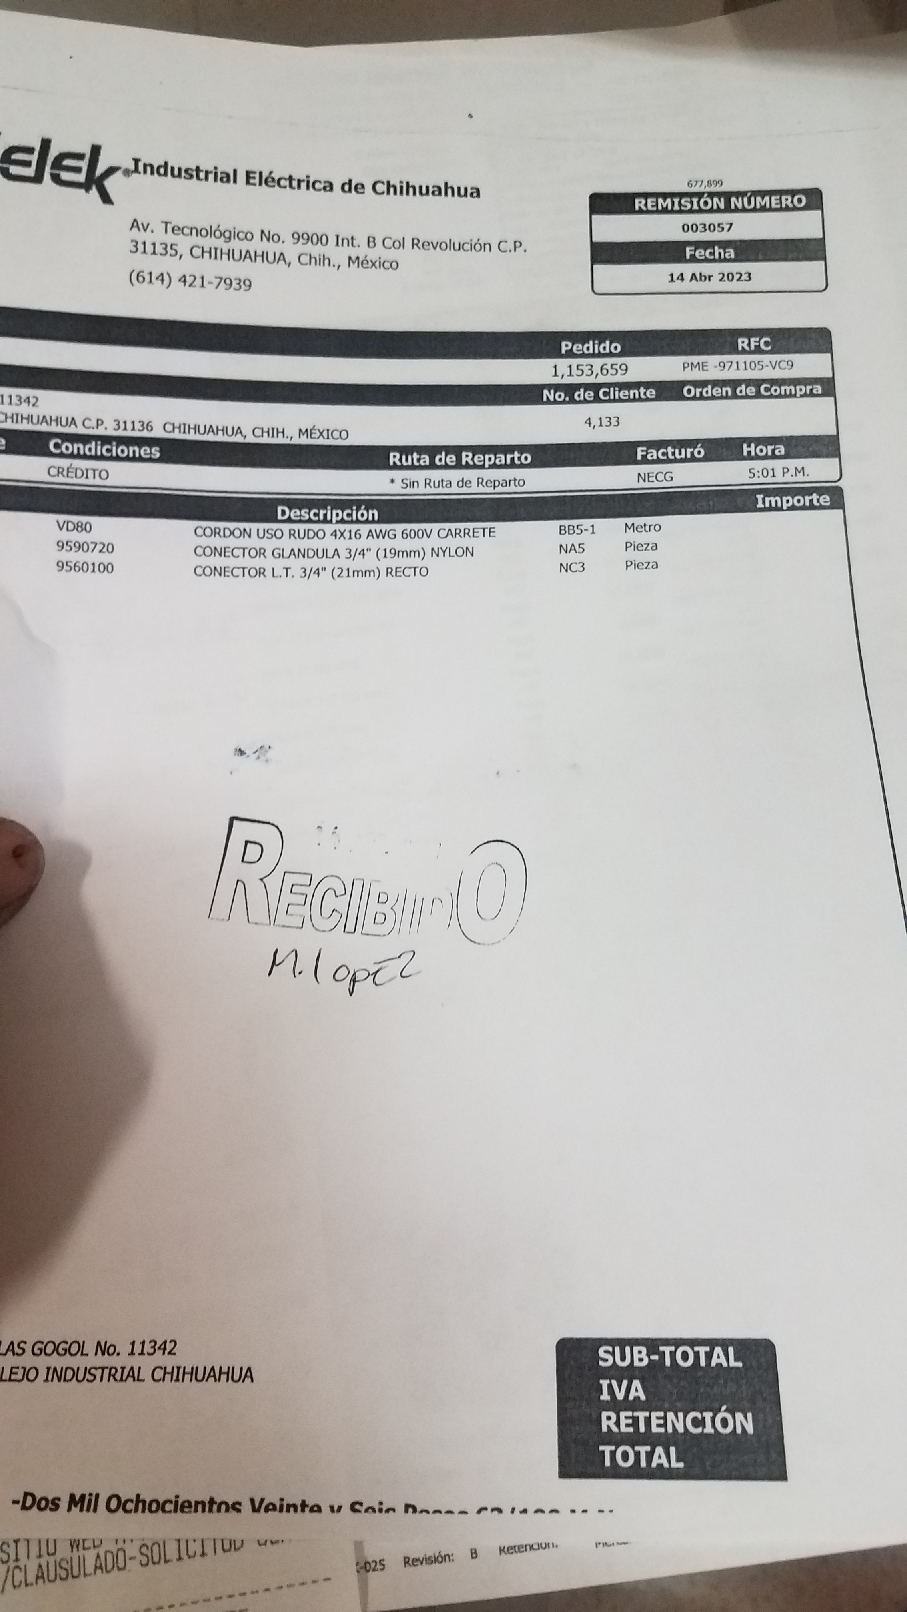 elek Industrial Eléctrica de Chihuahua
Av. Tecnológico No. 9900 Int. B Col Revolución C.P.
31135, CHIHUAHUA, Chih., México
(614) 421-7939
677,899
REMISIÓN NÚMERO
003057
Fecha
14 Abr 2023
Pedido RFC
1,153,659 PME -971105-VC9
No. de Cliente Orden de Compra
11342
4,133
CHIHUAHUA C.P. 31136 CHIHUAHUA, CHIH., MÉXICO
Condiciones Ruta de Reparto Facturó Hora
CRÉDITO * Sin Ruta de Reparto NECG 5:01 P.M.
Descripción Importe
VD80 CORDON USO RUDO 4X16 AWG 600V CARRETE BB5-1 Metro
9590720 CONECTOR GLANDULA 3/4" (19mm) NYLON NA5 Pieza
9560100 CONECTOR L.T. 3/4" (21mm) RECTO NC3 Pieza
RECIBIDO
M. Lopez
LAS GOGOL No. 11342
LEJO INDUSTRIAL CHIHUAHUA
SUB-TOTAL
IVA
RETENCIÓN
TOTAL
-Dos Mil Ochocientos Veinte y Seis Pesos
SITIO WEB
/CLAUSULADO-SOLICITUD
-025 Revisión: B Retención: